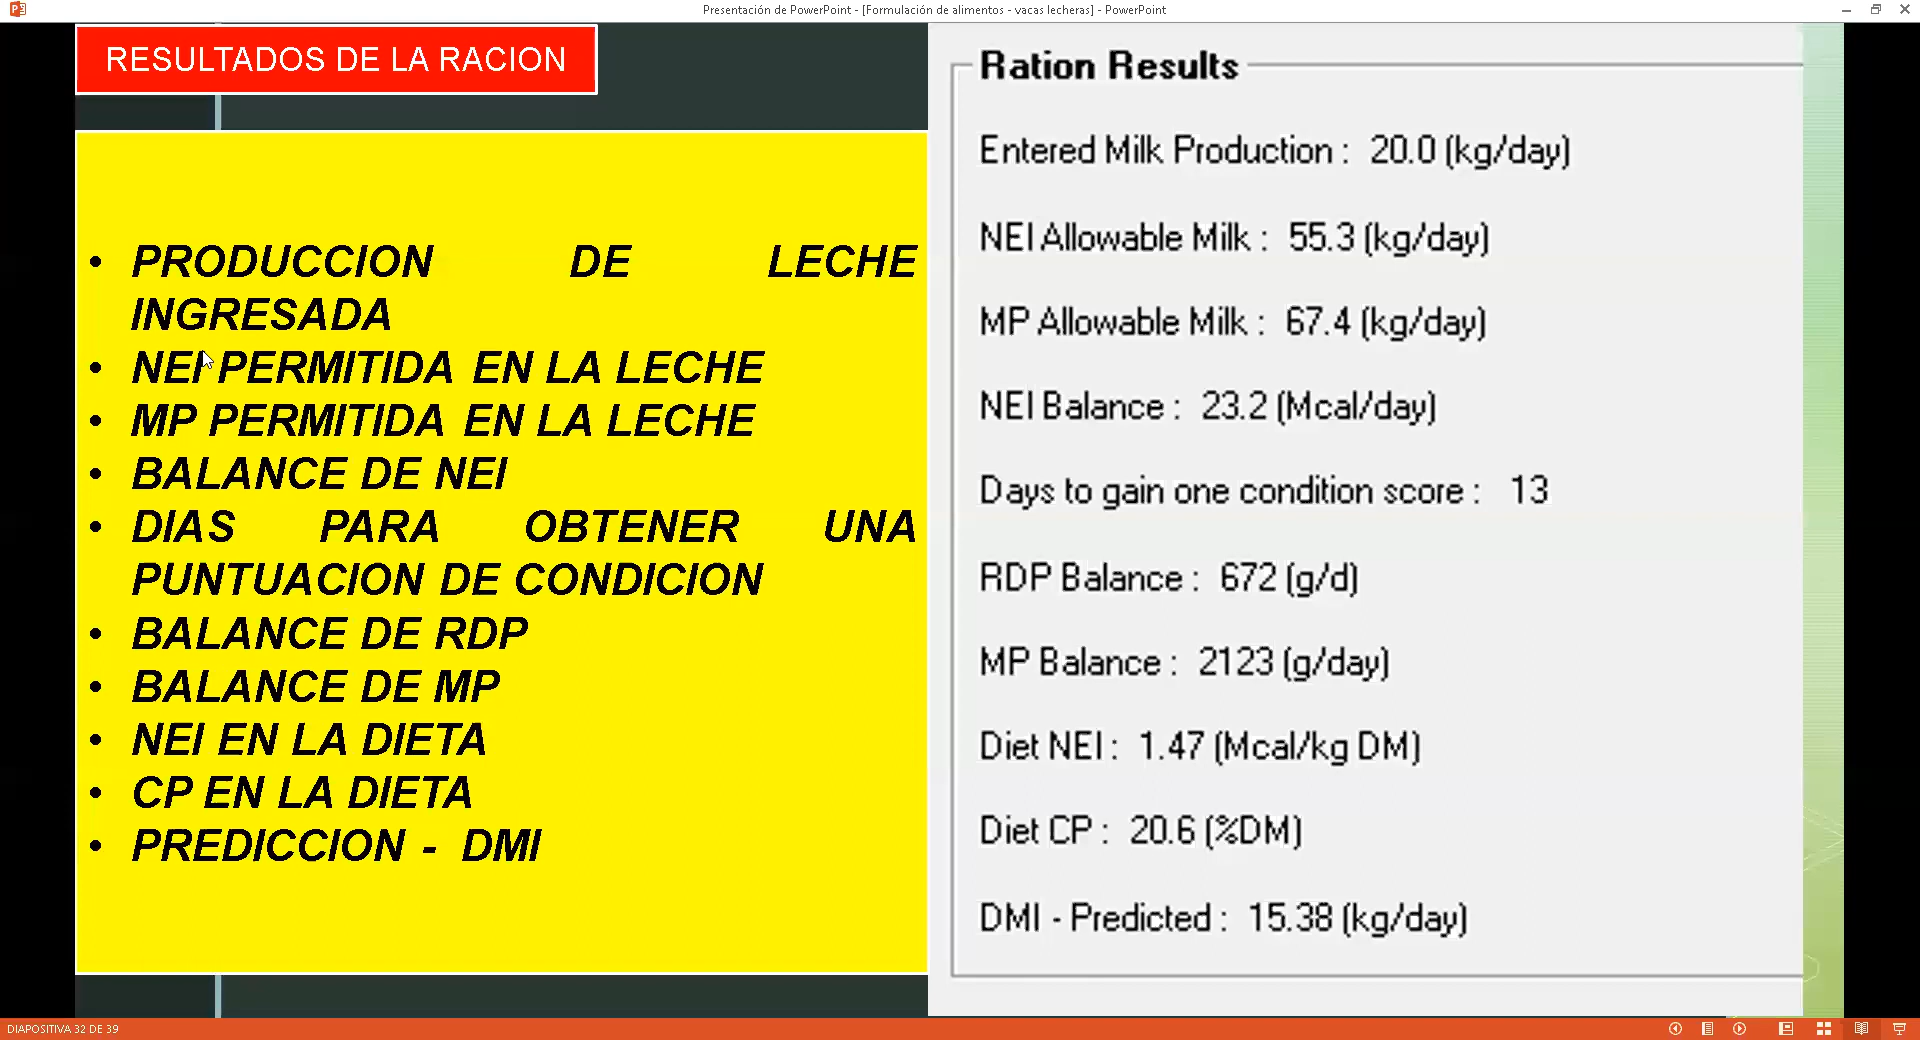 Presentación de PowerPoint - [Formulación de alimentos - vacas lecheras] - PowerPoint
RESULTADOS DE LA RACION
• PRODUCCION DE LECHE
INGRESADA
• NEI PERMITIDA EN LA LECHE
• MP PERMITIDA EN LA LECHE
• BALANCE DE NEI
• DIAS PARA OBTENER UNA
PUNTUACION DE CONDICION
• BALANCE DE RDP
• BALANCE DE MP
• NEI EN LA DIETA
• CP EN LA DIETA
• PREDICCION - DMI
Ration Results
Entered Milk Production : 20.0 (kg/day)
NEl Allowable Milk : 55.3 (kg/day)
MP Allowable Milk : 67.4 (kg/day)
NEl Balance : 23.2 (Mcal/day)
Days to gain one condition score : 13
RDP Balance : 672 (g/d)
MP Balance : 2123 (g/day)
Diet NEl : 1.47 (Mcal/kg DM)
Diet CP : 20.6 (%DM)
DMI - Predicted : 15.38 (kg/day)
DIAPOSITIVA 32 DE 39